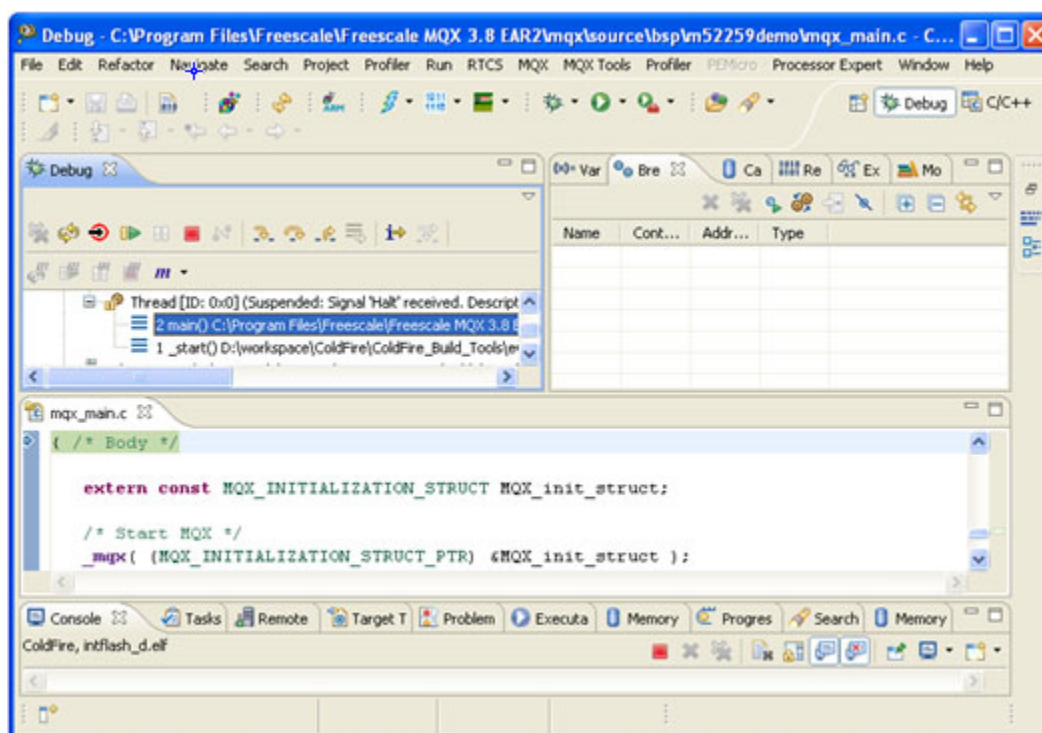 Debug - C:\Program Files\Freescale\Freescale MQX 3.8 EAR2\mqx\source\bsp\m52259demo\mqx_main.c - C...
File Edit Refactor Navigate Search Project Profiler Run RTCS MQX MQX Tools Profiler PEMicro Processor Expert Window Help
Debug C/C++
Debug
(x)= Var Bre Ca Re Ex Mo
Name Cont... Addr... Type
m
Thread [ID: 0x0] (Suspended: Signal 'Halt' received. Descript
2 main() C:\Program Files\Freescale\Freescale MQX 3.8
1 _start() D:\workspace\ColdFire\ColdFire_Build_Tools\
mqx_main.c
{ /* Body */
extern const MQX_INITIALIZATION_STRUCT MQX_init_struct;
/* Start MQX */
_mqx( (MQX_INITIALIZATION_STRUCT_PTR) &MQX_init_struct );
Console Tasks Remote Target T Problem Executa Memory Progres Search Memory
ColdFire, intflash_d.elf